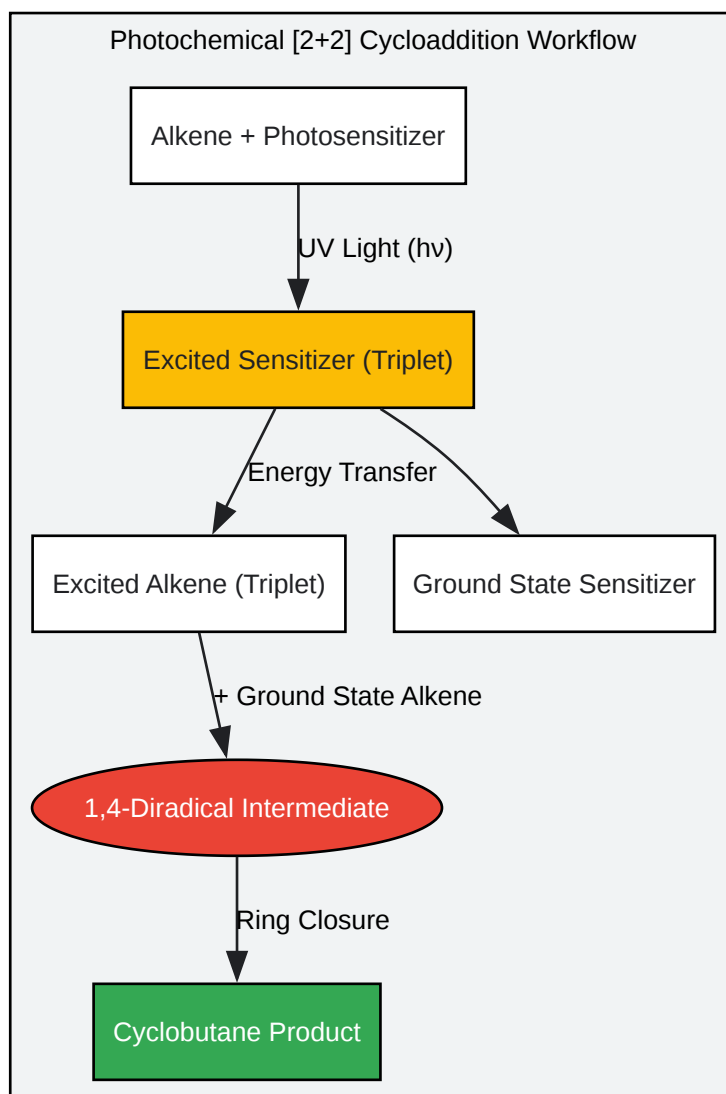 Photochemical [2+2] Cycloaddition Workflow
Alkene + Photosensitizer
UV Light (hν)
Excited Sensitizer (Triplet)
Energy Transfer
Excited Alkene (Triplet)
Ground State Sensitizer
+ Ground State Alkene
1,4-Diradical Intermediate
Ring Closure
Cyclobutane Product